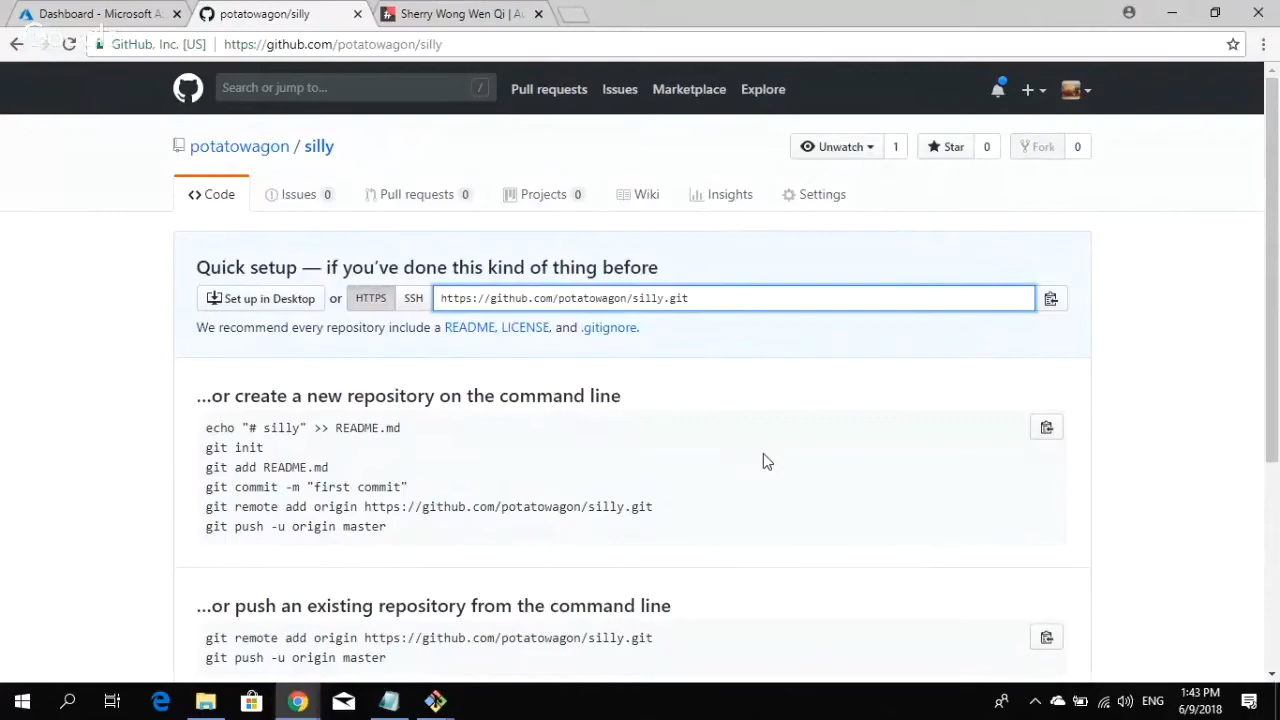 Dashboard - Microsoft A
potatowagon/silly
Sherry Wong Wen Qi | Au
GitHub, Inc. [US]
https://github.com/potatowagon/silly
Search or jump to...
/
Pull requests
Issues
Marketplace
Explore
potatowagon / silly
Unwatch
1
Star
0
Fork
0
Code
Issues 0
Pull requests 0
Projects 0
Wiki
Insights
Settings
Quick setup — if you've done this kind of thing before
Set up in Desktop
or
HTTPS
SSH
https://github.com/potatowagon/silly.git
We recommend every repository include a README, LICENSE, and .gitignore.
...or create a new repository on the command line
echo "# silly" >> README.md
git init
git add README.md
git commit -m "first commit"
git remote add origin https://github.com/potatowagon/silly.git
git push -u origin master
...or push an existing repository from the command line
git remote add origin https://github.com/potatowagon/silly.git
git push -u origin master
ENG
1:43 PM
6/9/2018